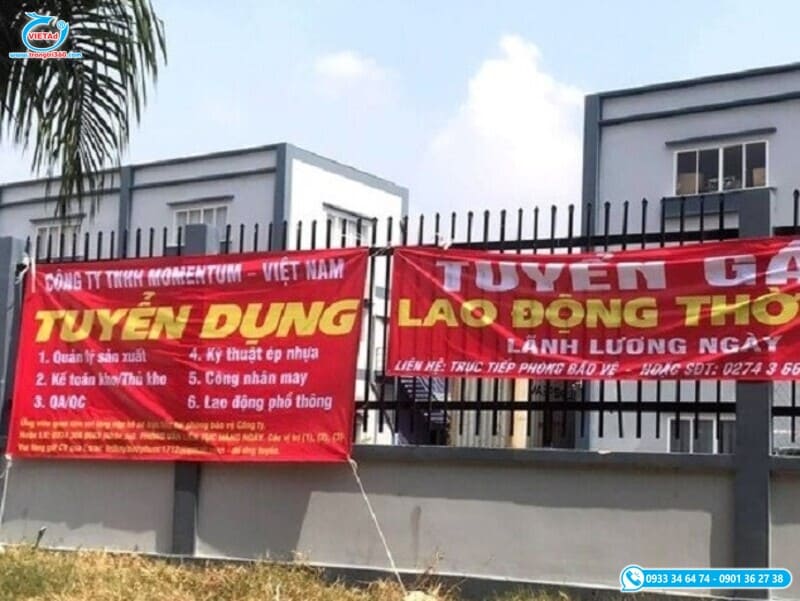 VIETAd
www.trangtri360.com
CÔNG TY TNHH MOMENTUM – VIỆT NAM
TUYỂN DỤNG
1. Quản lý sản xuất
2. Kế toán kho/Thủ kho
3. QA/QC
4. Kỹ thuật ép nhựa
5. Công nhân may
6. Lao động phổ thông
TUYỂN GẤ
LAO ĐỘNG THỜ
LÃNH LƯƠNG NGÀY
LIÊN HỆ: TRỰC TIẾP PHÒNG BẢO VỆ - HOẶC SĐT: 0274 3 66
0933 34 64 74 - 0901 36 27 38